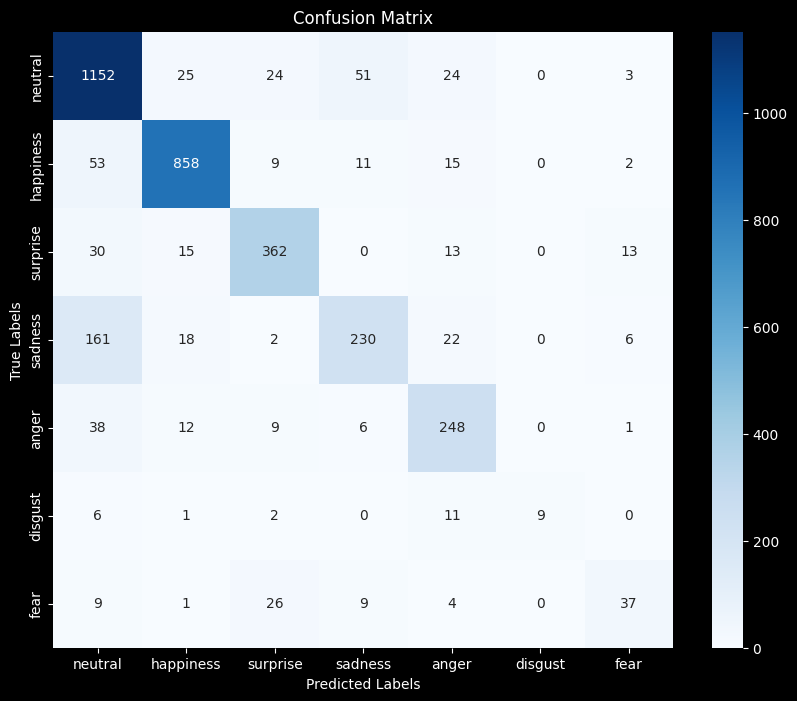 Confusion Matrix
True Labels
neutral 1152 25 24 51 24 0 3
happiness 53 858 9 11 15 0 2
surprise 30 15 362 0 13 0 13
sadness 161 18 2 230 22 0 6
anger 38 12 9 6 248 0 1
disgust 6 1 2 0 11 9 0
fear 9 1 26 9 4 0 37
neutral happiness surprise sadness anger disgust fear
Predicted Labels
1000
800
600
400
200
0